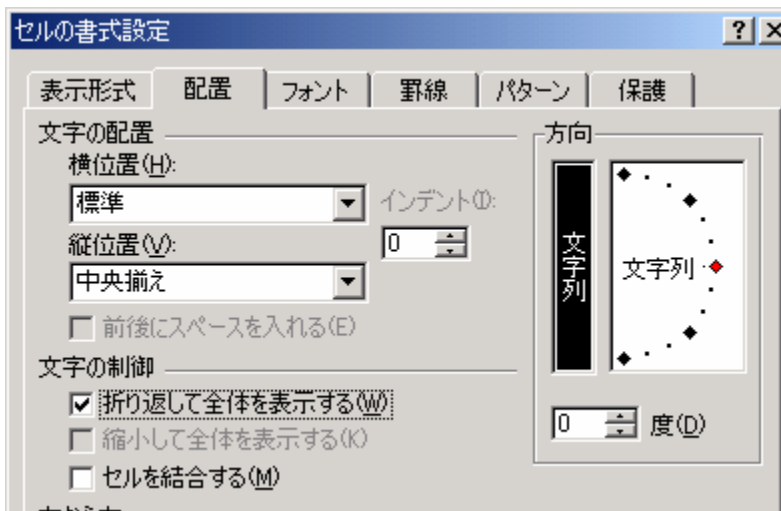 セルの書式設定
表示形式 配置 フォント 罫線 パターン 保護
文字の配置
横位置(H):
標準
インデント(I):
0
縦位置(V):
中央揃え
前後にスペースを入れる(E)
文字の制御
折り返して全体を表示する(W)
縮小して全体を表示する(K)
セルを結合する(M)
方向
文字列
文字列
0 度(D)